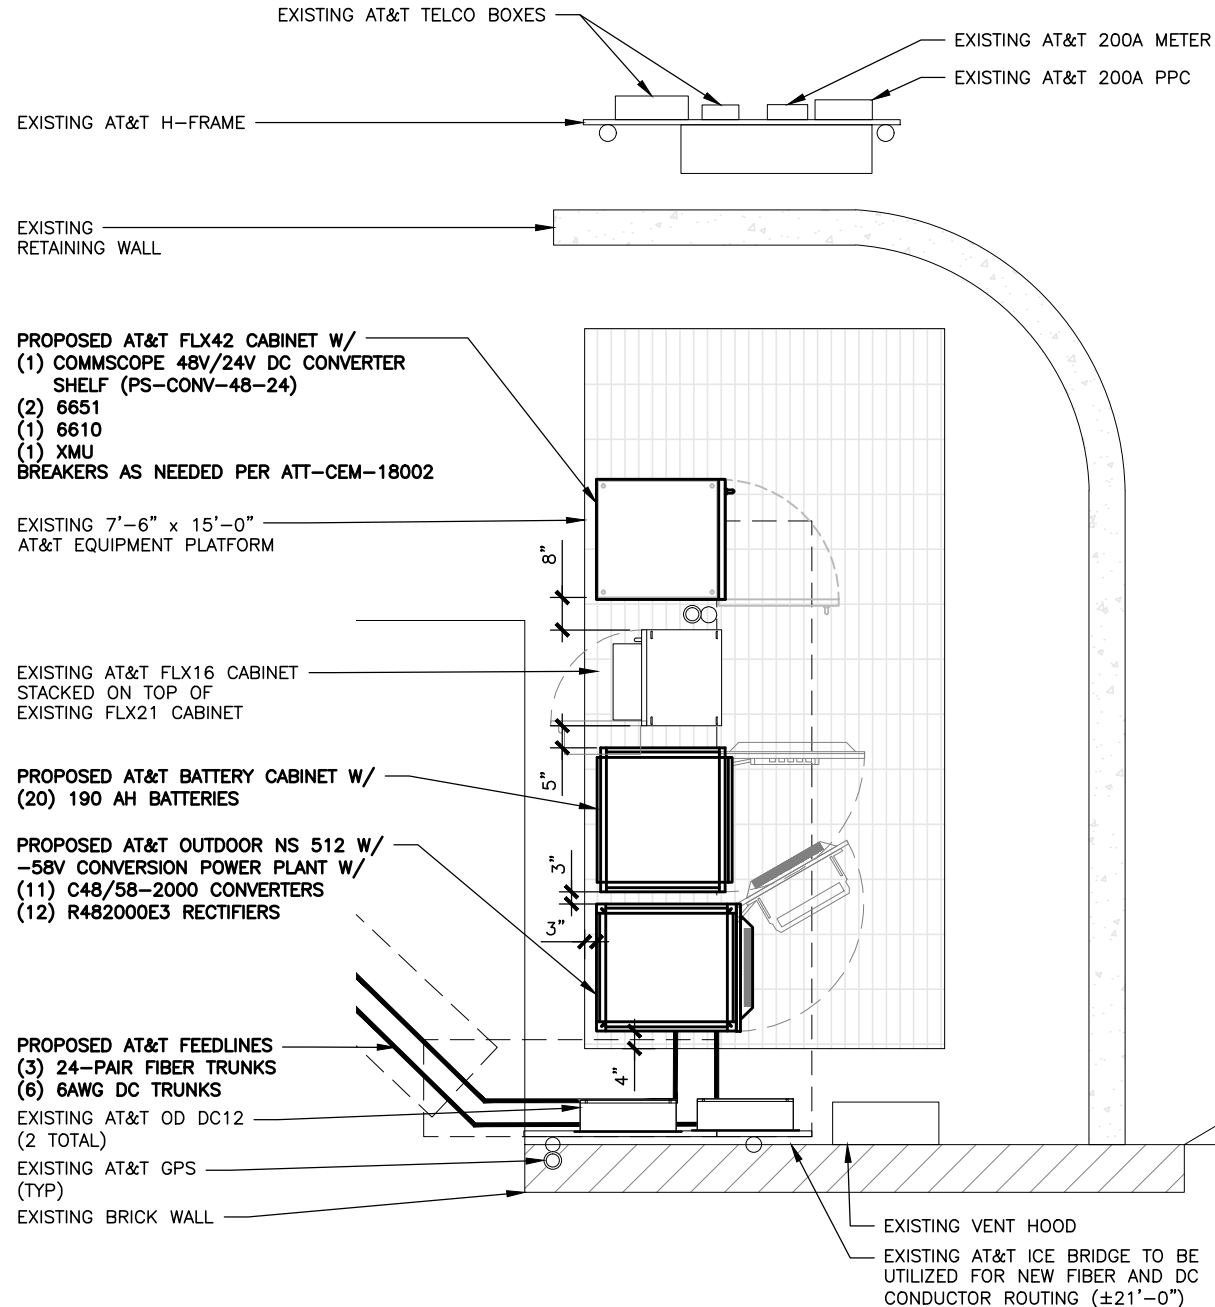 EXISTING AT&T TELCO BOXES
EXISTING AT&T 200A METER
EXISTING AT&T 200A PPC
EXISTING AT&T H-FRAME
EXISTING
RETAINING WALL
PROPOSED AT&T FLX42 CABINET W/
(1) COMMSCOPE 48V/24V DC CONVERTER
SHELF (PS-CONV-48-24)
(2) 6651
(1) 6610
(1) XMU
BREAKERS AS NEEDED PER ATT-CEM-18002
EXISTING 7'-6" x 15'-0"
AT&T EQUIPMENT PLATFORM
8"
EXISTING AT&T FLX16 CABINET
STACKED ON TOP OF
EXISTING FLX21 CABINET
5"
PROPOSED AT&T BATTERY CABINET W/
(20) 190 AH BATTERIES
PROPOSED AT&T OUTDOOR NS 512 W/
-58V CONVERSION POWER PLANT W/
(11) C48/58-2000 CONVERTERS
(12) R482000E3 RECTIFIERS
3"
3"
PROPOSED AT&T FEEDLINES
(3) 24-PAIR FIBER TRUNKS
(6) 6AWG DC TRUNKS
4"
EXISTING AT&T OD DC12
(2 TOTAL)
EXISTING AT&T GPS
(TYP)
EXISTING BRICK WALL
EXISTING VENT HOOD
EXISTING AT&T ICE BRIDGE TO BE
UTILIZED FOR NEW FIBER AND DC
CONDUCTOR ROUTING (±21'-0")